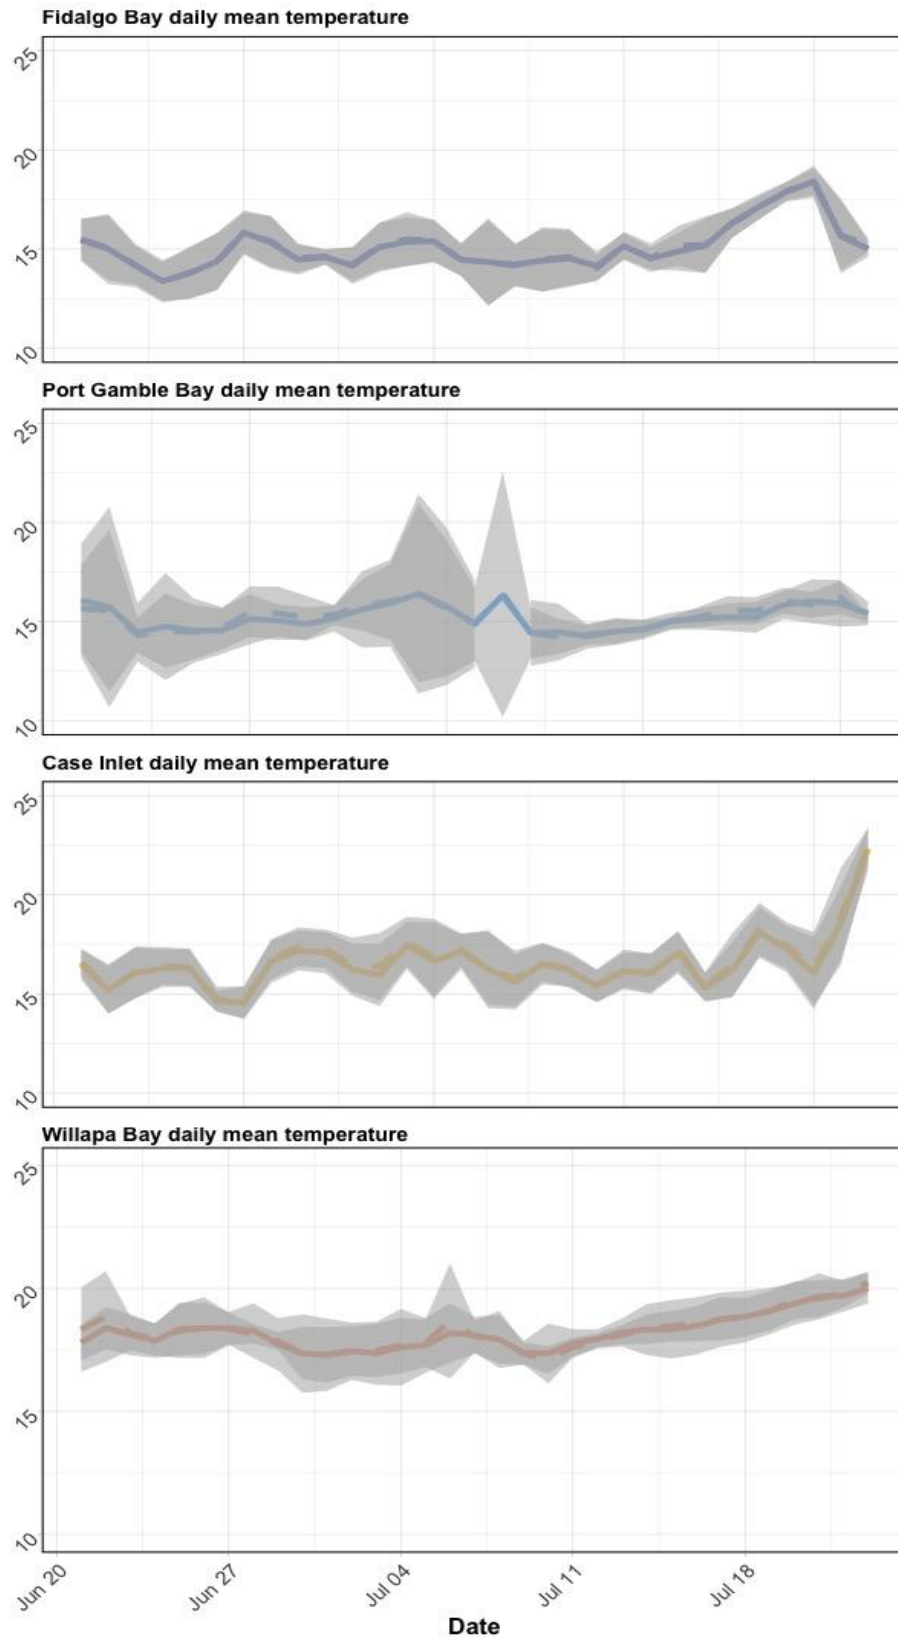 Fidalgo Bay daily mean temperature
25
20
15
10
Port Gamble Bay daily mean temperature
25
20
15
10
Case Inlet daily mean temperature
25
20
15
10
Willapa Bay daily mean temperature
25
20
15
10
Jun 20
Jun 27
Jul 04
Jul 11
Jul 18
Date